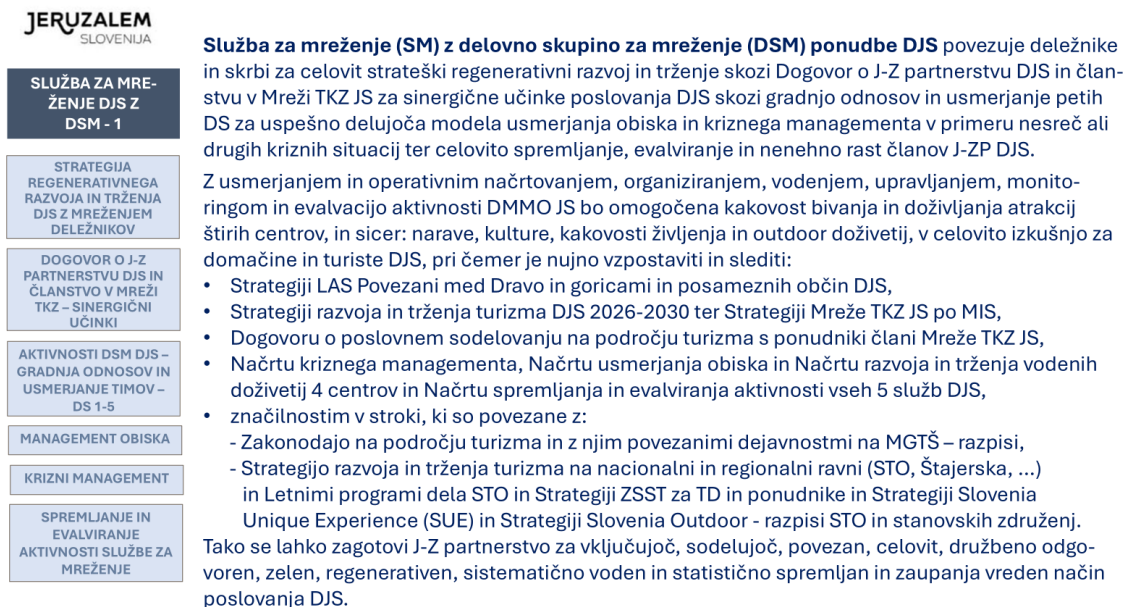 JERUZALEM
SLOVENIJA
SLUŽBA ZA MRE-
ŽENJE DJS Z
DSM - 1
STRATEGIJA
REGENERATIVNEGA
RAZVOJA IN TRŽENJA
DJS Z MREŽENJEM
DELEŽNIKOV
DOGOVOR O J-Z
PARTNERSTVU DJS IN
ČLANSTVO V MREŽI
TKZ – SINERGIČNI
UČINKI
AKTIVNOSTI DSM DJS –
GRADNJA ODNOSOV IN
USMERJANJE TIMOV –
DS 1-5
MANAGEMENT OBISKA
KRIZNI MANAGEMENT
SPREMLJANJE IN
EVALVIRANJE
AKTIVNOSTI SLUŽBE ZA
MREŽENJE
Služba za mreženje (SM) z delovno skupino za mreženje (DSM) ponudbe DJS povezuje deležnike
in skrbi za celovit strateški regenerativni razvoj in trženje skozi Dogovor o J-Z partnerstvu DJS in član-
stvu v Mreži TKZ JS za sinergične učinke poslovanja DJS skozi gradnjo odnosov in usmerjanje petih
DS za uspešno delujoča modela usmerjanja obiska in kriznega managementa v primeru nesreč ali
drugih kriznih situacij ter celovito spremljanje, evalviranje in nenehno rast članov J-ZP DJS.
Z usmerjanjem in operativnim načrtovanjem, organiziranjem, vodenjem, upravljanjem, monito-
ringom in evalvacijo aktivnosti DMMO JS bo omogočena kakovost bivanja in doživljanja atrakcij
štirih centrov, in sicer: narave, kulture, kakovosti življenja in outdoor doživetij, v celovito izkušnjo za
domačine in turiste DJS, pri čemer je nujno vzpostaviti in slediti:
• Strategiji LAS Povezani med Dravo in goricami in posameznih občin DJS,
• Strategiji razvoja in trženja turizma DJS 2026-2030 ter Strategiji Mreže TKZ JS po MIS,
• Dogovoru o poslovnem sodelovanju na področju turizma s ponudniki člani Mreže TKZ JS,
• Načrtu kriznega managementa, Načrtu usmerjanja obiska in Načrtu razvoja in trženja vodenih
doživetij 4 centrov in Načrtu spremljanja in evalviranja aktivnosti vseh 5 služb DJS,
• značilnostim v stroki, ki so povezane z:
- Zakonodajo na področju turizma in z njim povezanimi dejavnostmi na MGTŠ – razpisi,
- Strategijo razvoja in trženja turizma na nacionalni in regionalni ravni (STO, Štajerska, ...)
in Letnimi programi dela STO in Strategiji ZSST za TD in ponudnike in Strategiji Slovenia
Unique Experience (SUE) in Strategiji Slovenia Outdoor - razpisi STO in stanovskih združenj.
Tako se lahko zagotovi J-Z partnerstvo za vključujoč, sodelujoč, povezan, celovit, družbeno odgo-
voren, zelen, regenerativen, sistematično voden in statistično spremljan in zaupanja vreden način
poslovanja DJS.